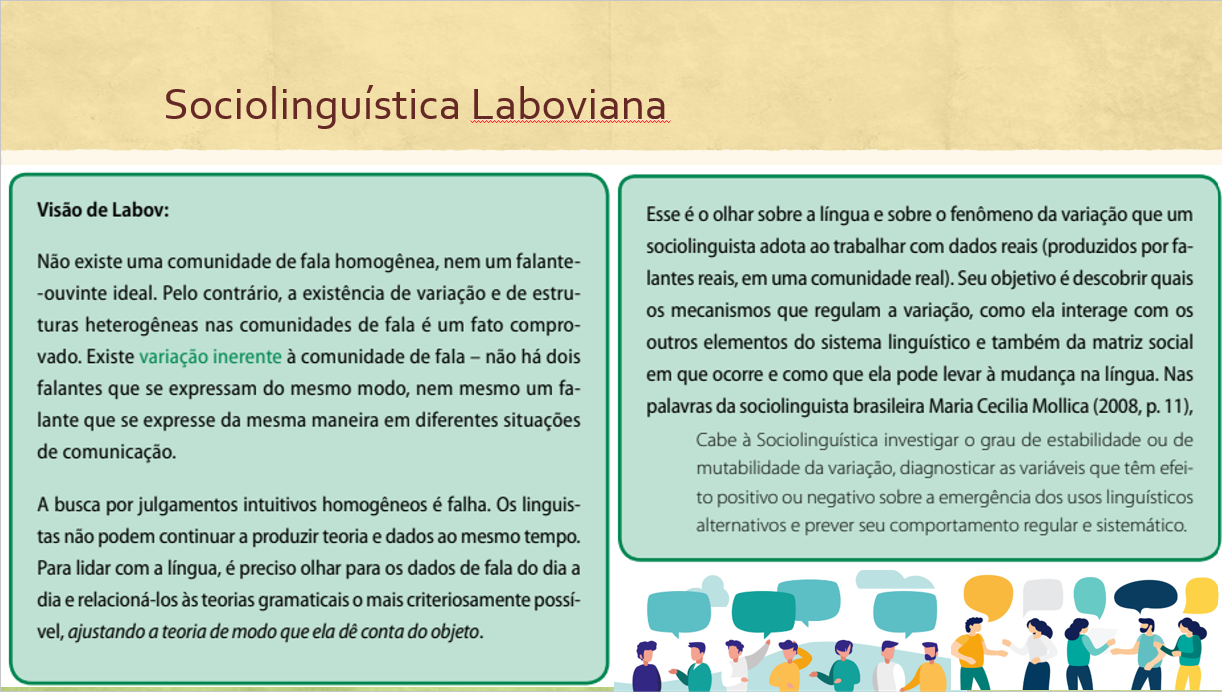 Sociolinguística Laboviana
Visão de Labov:
Não existe uma comunidade de fala homogênea, nem um falante-
-ouvinte ideal. Pelo contrário, a existência de variação e de estru-
turas heterogêneas nas comunidades de fala é um fato compro-
vado. Existe variação inerente à comunidade de fala – não há dois
falantes que se expressam do mesmo modo, nem mesmo um fa-
lante que se expresse da mesma maneira em diferentes situações
de comunicação.
A busca por julgamentos intuitivos homogêneos é falha. Os linguis-
tas não podem continuar a produzir teoria e dados ao mesmo tempo.
Para lidar com a língua, é preciso olhar para os dados de fala do dia a
dia e relacioná-los às teorias gramaticais o mais criteriosamente possí-
vel, ajustando a teoria de modo que ela dê conta do objeto.
Esse é o olhar sobre a língua e sobre o fenômeno da variação que um
sociolinguista adota ao trabalhar com dados reais (produzidos por fa-
lantes reais, em uma comunidade real). Seu objetivo é descobrir quais
os mecanismos que regulam a variação, como ela interage com os
outros elementos do sistema linguístico e também da matriz social
em que ocorre e como que ela pode levar à mudança na língua. Nas
palavras da sociolinguista brasileira Maria Cecilia Mollica (2008, p. 11),
Cabe à Sociolinguística investigar o grau de estabilidade ou de
mutabilidade da variação, diagnosticar as variáveis que têm efei-
to positivo ou negativo sobre a emergência dos usos linguísticos
alternativos e prever seu comportamento regular e sistemático.